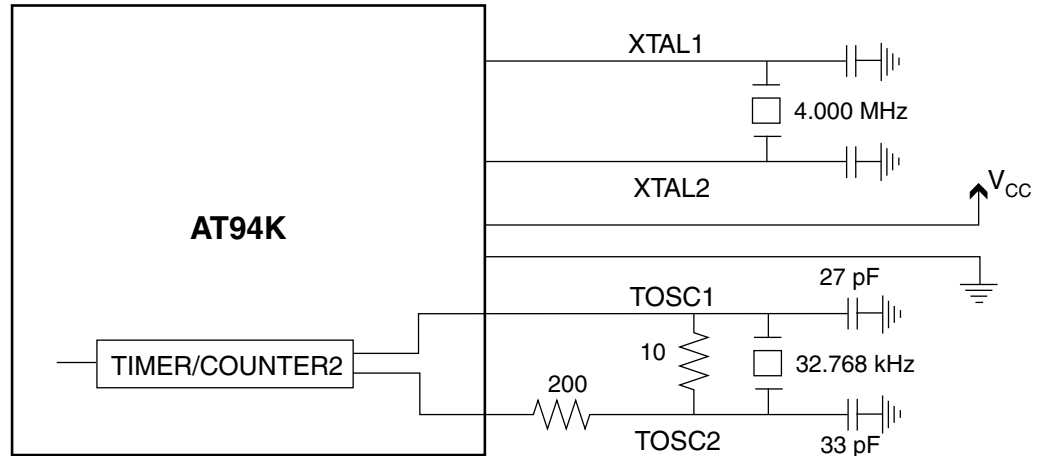 XTAL1
4.000 MHz
XTAL2
VCC
AT94K
27 pF
TOSC1
TIMER/COUNTER2
10
32.768 kHz
200
TOSC2
33 pF